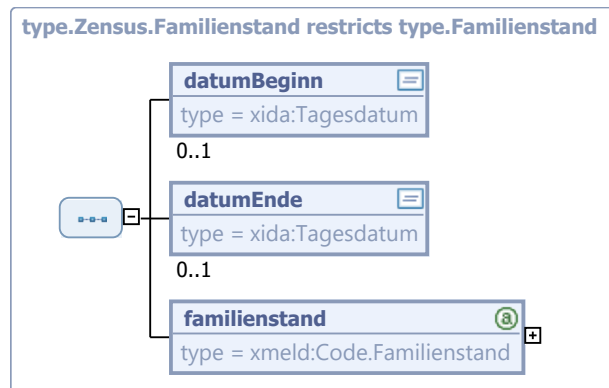 type.Zensus.Familienstand restricts type.Familienstand
datumBeginn
type = xida:Tagesdatum
0..1
datumEnde
type = xida:Tagesdatum
0..1
familienstand
a
type = xmeld:Code.Familienstand